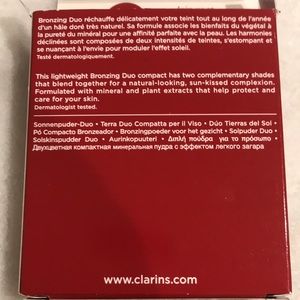 Bronzing Duo réchauffe délicatement votre teint tout au long de l'année
d'un hâle doré très naturel. Sa formule associe les bienfaits du végétal à
la pureté du minéral pour une affinité parfaite avec la peau. Les harmonies
déclinées sont composées de deux intensités de teintes, s'estompant et
se nuançant à l'envi pour moduler l'effet soleil.
Testé dermatologiquement.
This lightweight Bronzing Duo compact has two complementary shades
that blend together for a natural-looking, sun-kissed complexion.
Formulated with mineral and plant extracts that help protect and
care for your skin.
Dermatologist tested.
Sonnenpuder-Duo • Terra Duo Compatta per il Viso • Dúo Tierras del Sol •
Pó Compacto Bronzeador • Bronzingpoeder voor het gezicht • Solpuder Duo •
Solskinspudder Duo • Aurinkopuuteri • Διπλή πούδρα για το πρόσωπο •
Двухцветная компактная минеральная пудра с эффектом легкого загара
www.clarins.com